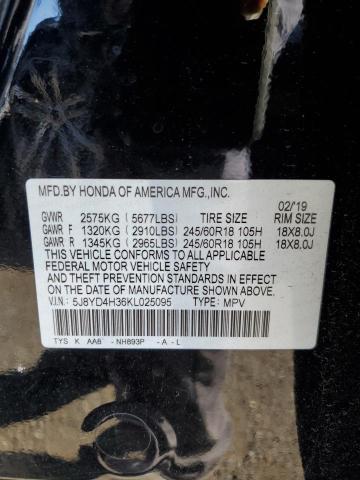 MFD.BY HONDA OF AMERICA MFG.,INC. 02/19
GVWR 2575KG (5677LBS) TIRE SIZE RIM SIZE
GAWR F 1320KG (2910LBS) 245/60R18 105H 18X8.0J
GAWR R 1345KG (2965LBS) 245/60R18 105H 18X8.0J
THIS VEHICLE CONFORMS TO ALL APPLICABLE
FEDERAL MOTOR VEHICLE SAFETY, BUMPER,
AND THEFT PREVENTION STANDARDS IN EFFECT
ON THE DATE OF MANUFACTURE SHOWN ABOVE.
V.I.N.: 5J8YD4H36KL025095 TYPE: MPV
TYS K AA6 - NH893P - A - L